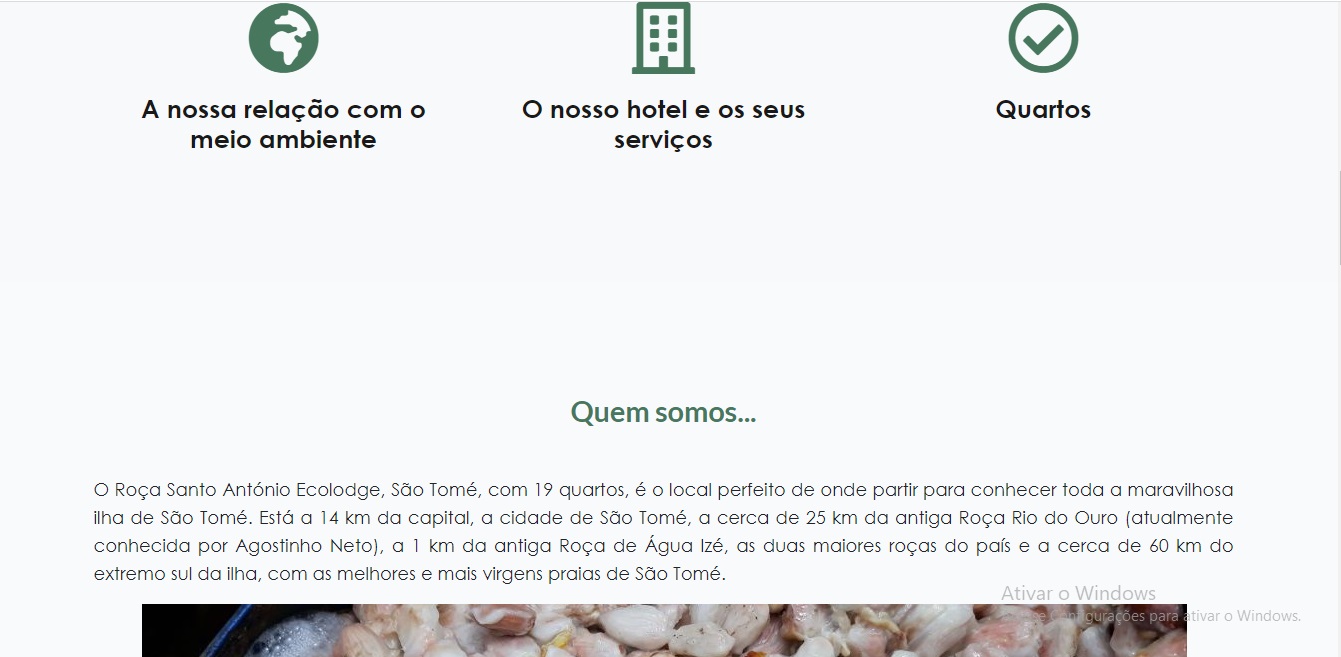 A nossa relação com o
meio ambiente
O nosso hotel e os seus
serviços
Quartos
Quem somos...
O Roça Santo António Ecolodge, São Tomé, com 19 quartos, é o local perfeito de onde partir para conhecer toda a maravilhosa
ilha de São Tomé. Está a 14 km da capital, a cidade de São Tomé, a cerca de 25 km da antiga Roça Rio do Ouro (atualmente
conhecida por Agostinho Neto), a 1 km da antiga Roça de Água Izé, as duas maiores roças do país e a cerca de 60 km do
extremo sul da ilha, com as melhores e mais virgens praias de São Tomé.
Ativar o Windows
configurações para ativar o Windows.